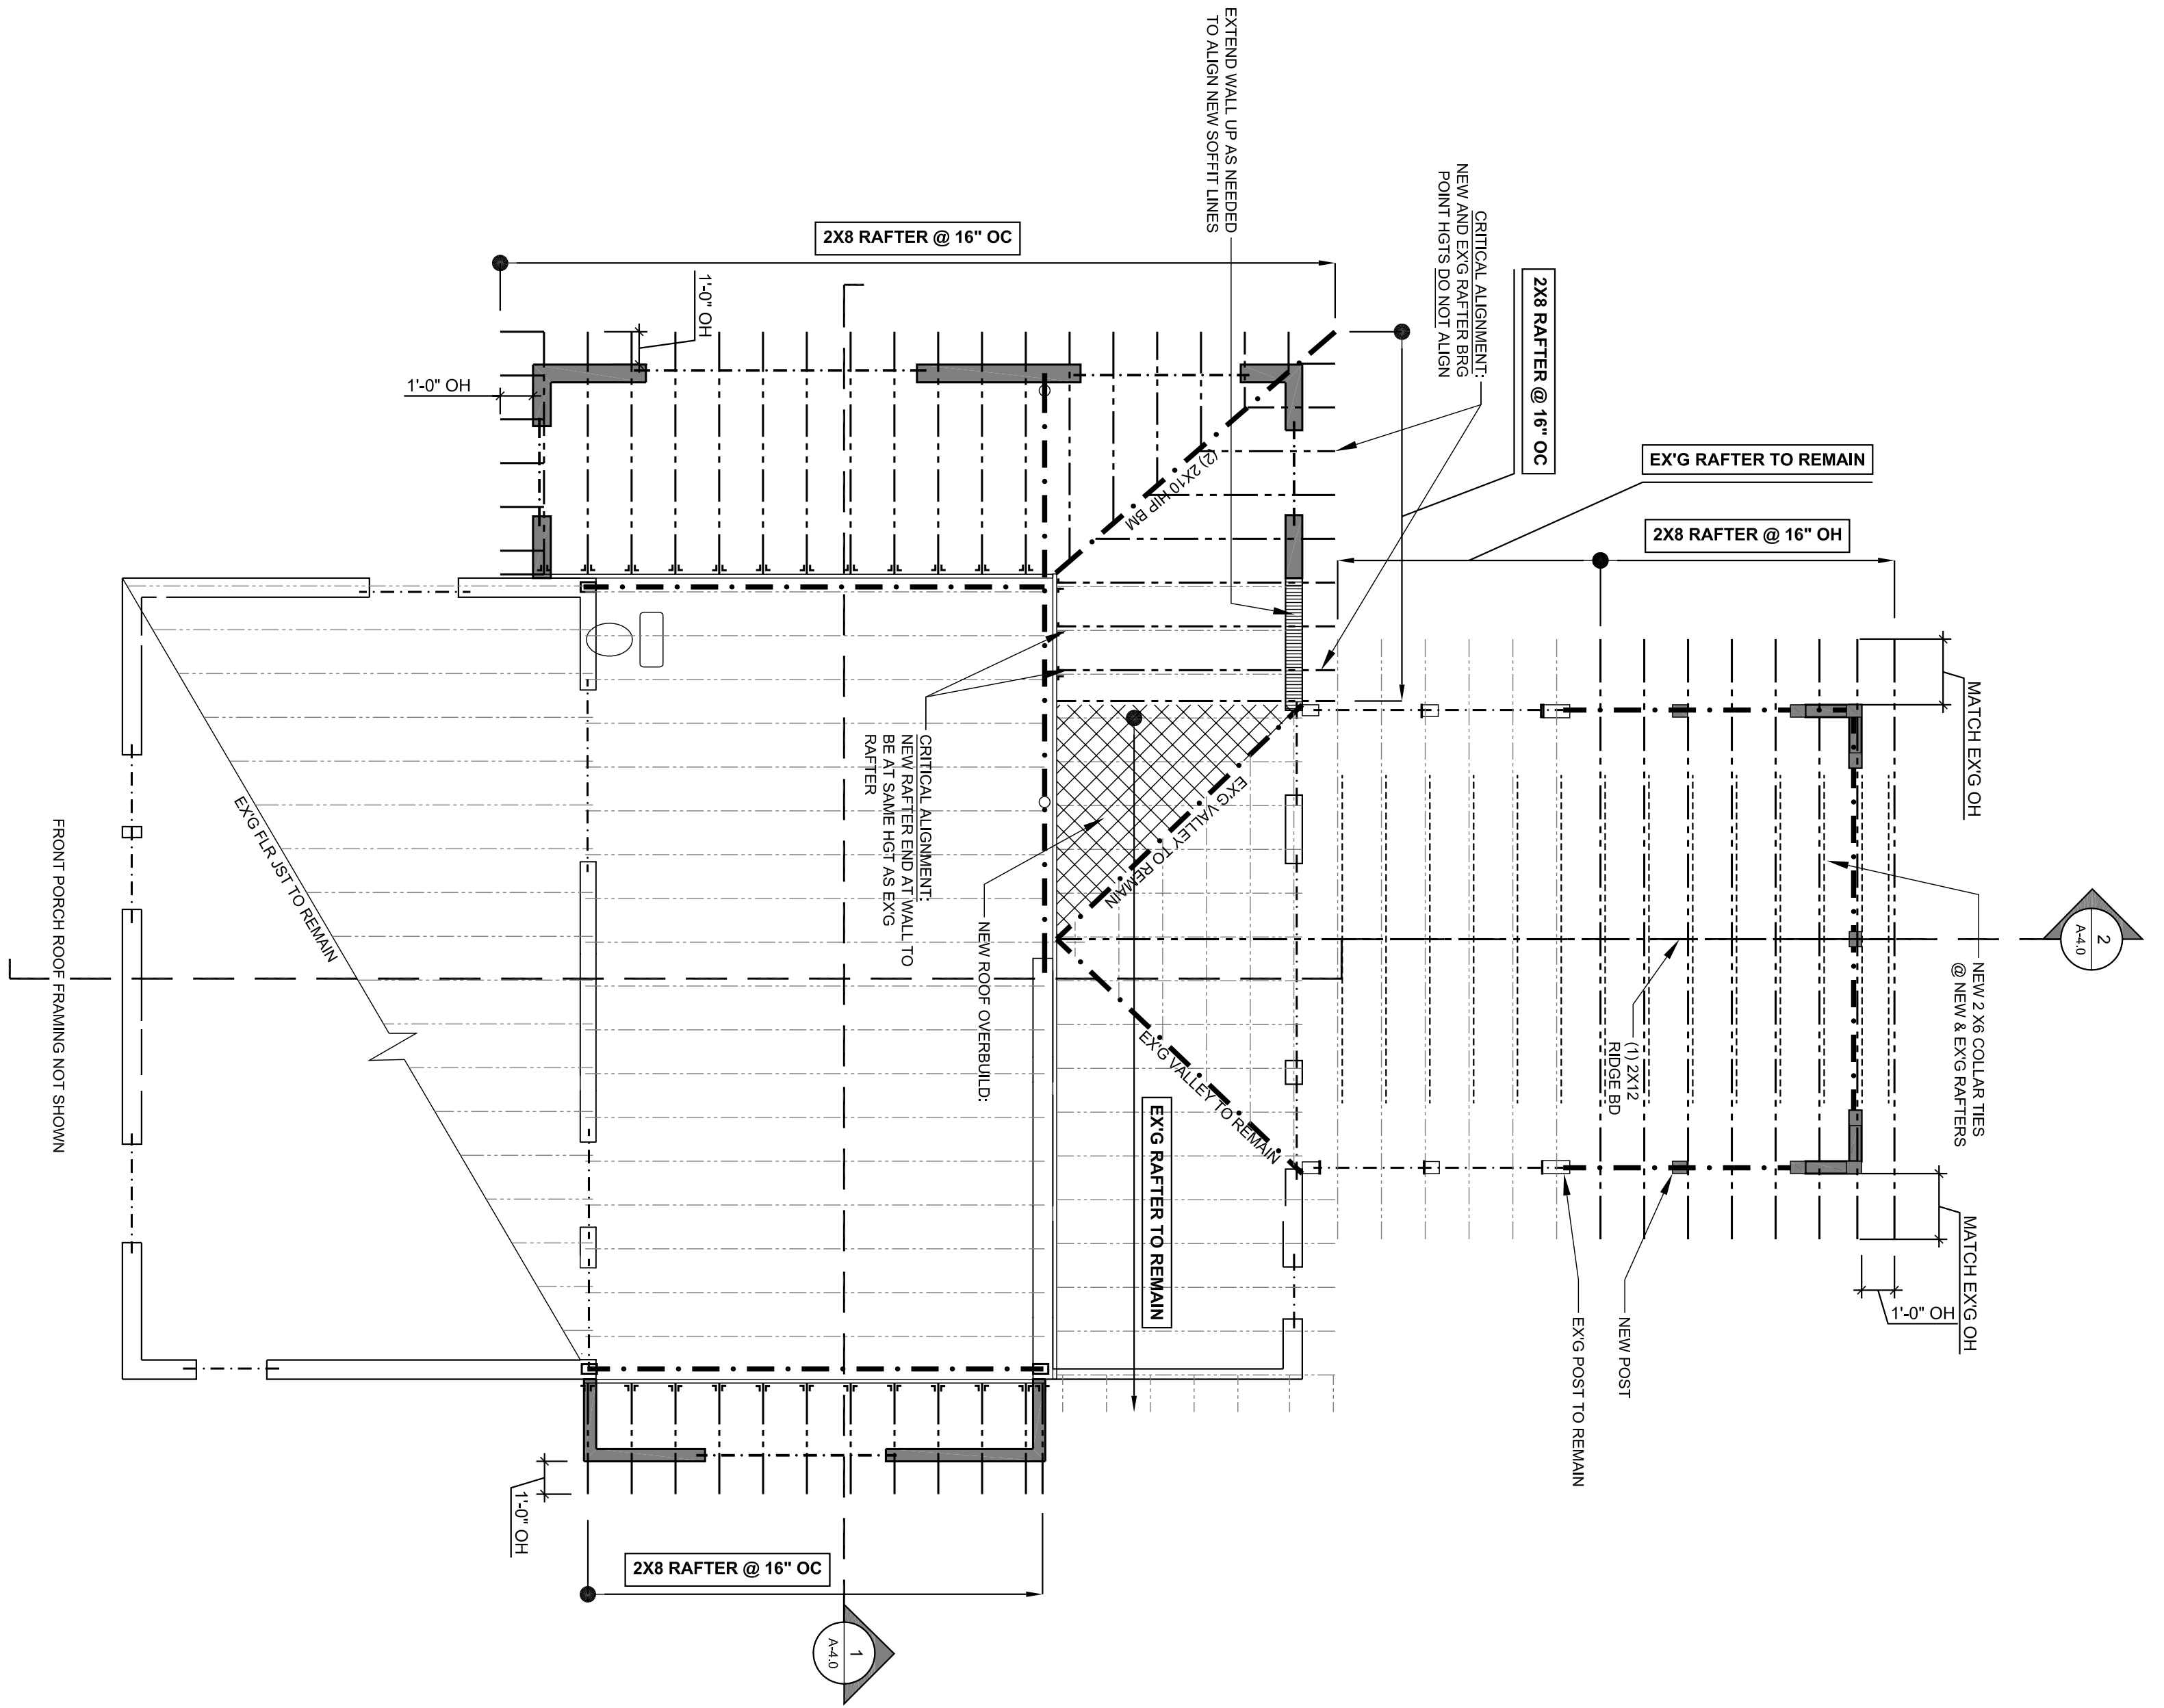 EXTEND WALL UP AS NEEDED
TO ALIGN NEW SOFFIT LINES
CRITICAL ALIGNMENT:
NEW AND EX'G RAFTER BRG
POINT HGTS DO NOT ALIGN
2X8 RAFTER @ 16" OC
2X8 RAFTER @ 16" OC
1'-0" OH
1'-0" OH
EX'G RAFTER TO REMAIN
2X8 RAFTER @ 16" OH
(2) 2X10 HIP BM
MATCH EX'G OH
CRITICAL ALIGNMENT:
NEW RAFTER END AT WALL TO
BE AT SAME HGT AS EX'G
RAFTER
EX'G VALLEY TO REMAIN
NEW ROOF OVERBUILD:
EX'G FLR JST TO REMAIN
FRONT PORCH ROOF FRAMING NOT SHOWN
2
A-4.0
NEW 2 X6 COLLAR TIES
@ NEW & EX'G RAFTERS
(1) 2X12
RIDGE BD
EX'G VALLEY TO REMAIN
EX'G RAFTER TO REMAIN
MATCH EX'G OH
1'-0" OH
NEW POST
EX'G POST TO REMAIN
1'-0" OH
2X8 RAFTER @ 16" OC
1
A-4.0